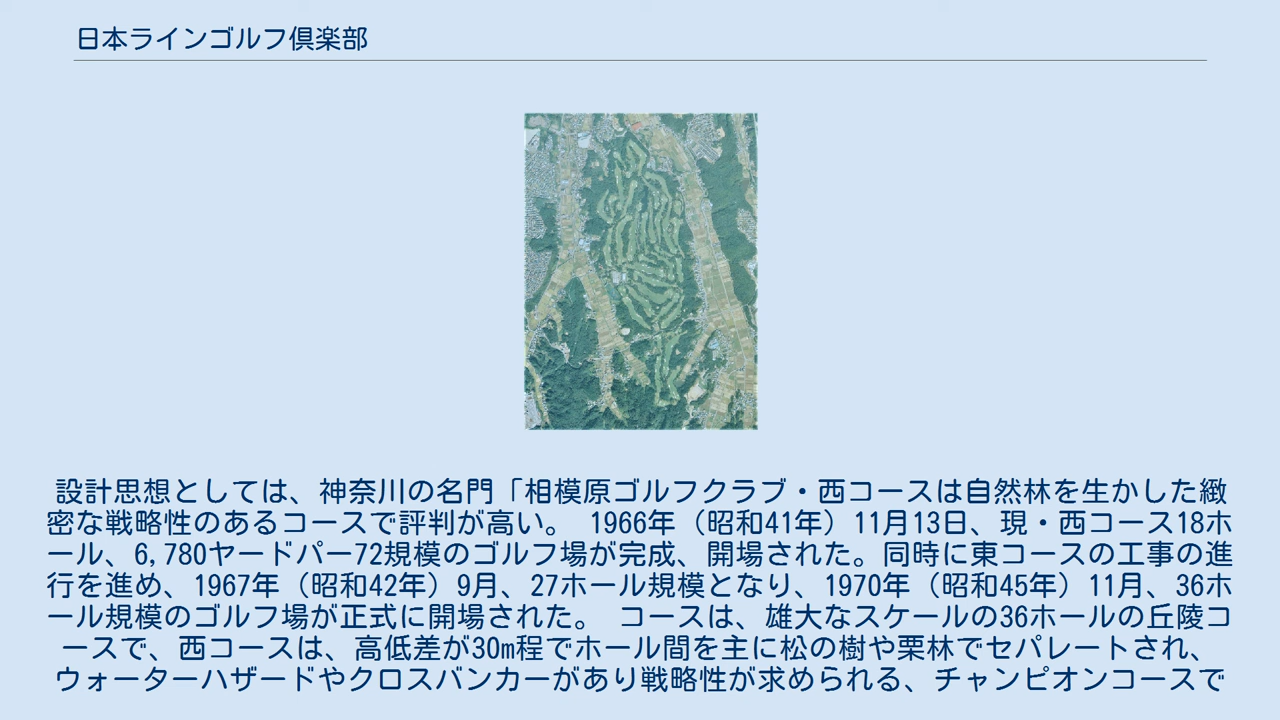 日本ラインゴルフ倶楽部
設計思想としては、神奈川の名門「相模原ゴルフクラブ・西コースは自然林を生かした緻
密な戦略性のあるコースで評判が高い。 1966年（昭和41年）11月13日、現・西コース18ホ
ール、6,780ヤードパー72規模のゴルフ場が完成、開場された。同時に東コースの工事の進
行を進め、1967年（昭和42年）9月、27ホール規模となり、1970年（昭和45年）11月、36ホ
ール規模のゴルフ場が正式に開場された。 コースは、雄大なスケールの36ホールの丘陵コ
ースで、西コースは、高低差が30m程でホール間を主に松の樹や栗林でセパレートされ、
ウォーターハザードやクロスバンカーがあり戦略性が求められる、チャンピオンコースで